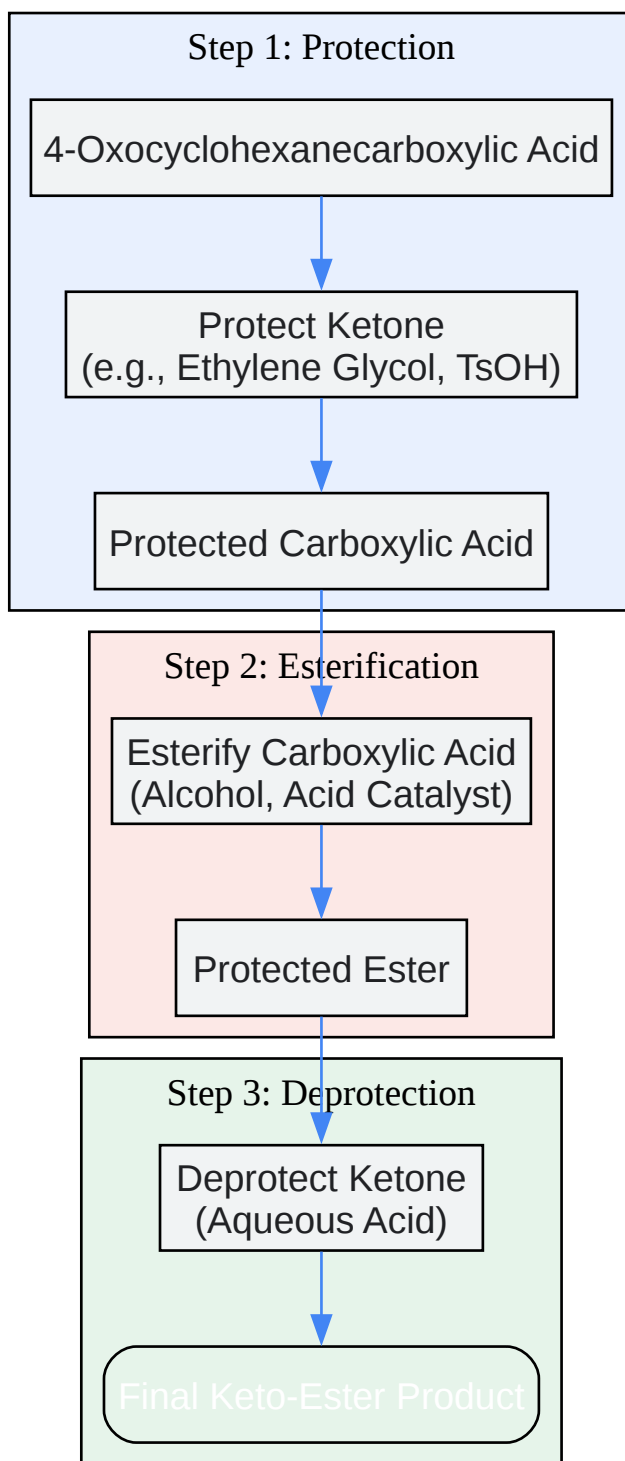 Step 1: Protection
4-Oxocyclohexanecarboxylic Acid
Protect Ketone
(e.g., Ethylene Glycol, TsOH)
Protected Carboxylic Acid
Step 2: Esterification
Esterify Carboxylic Acid
(Alcohol, Acid Catalyst)
Protected Ester
Step 3: Deprotection
Deprotect Ketone
(Aqueous Acid)
Final Keto-Ester Product